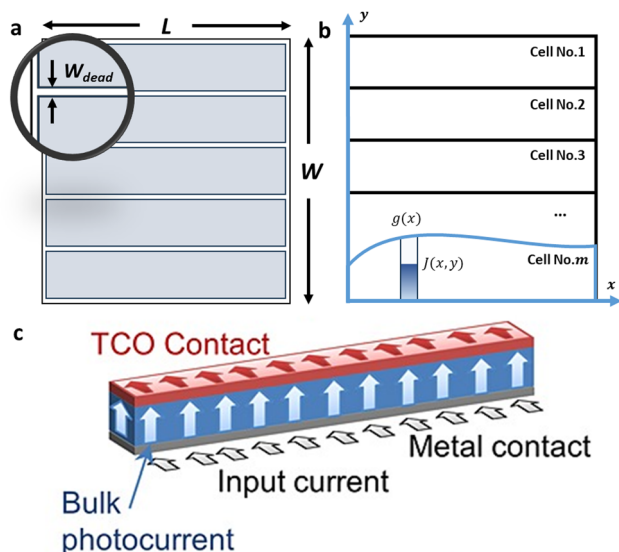 a
L
W_dead
W
b
y
Cell No.1
Cell No.2
Cell No.3
...
g(x)
J(x,y)
Cell No.m
x
c
TCO Contact
Metal contact
Input current
Bulk
photocurrent